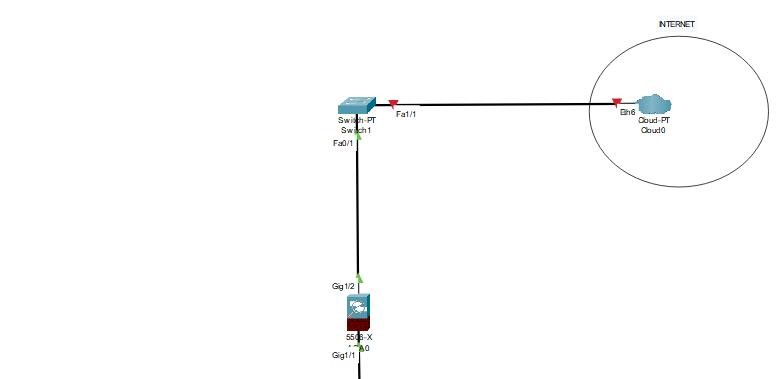 INTERNET
Switch-PT
Switch1
Fa1/1
Eth6
Cloud-PT
Cloud0
Fa0/1
Gig1/2
5506-X
Gig1/1